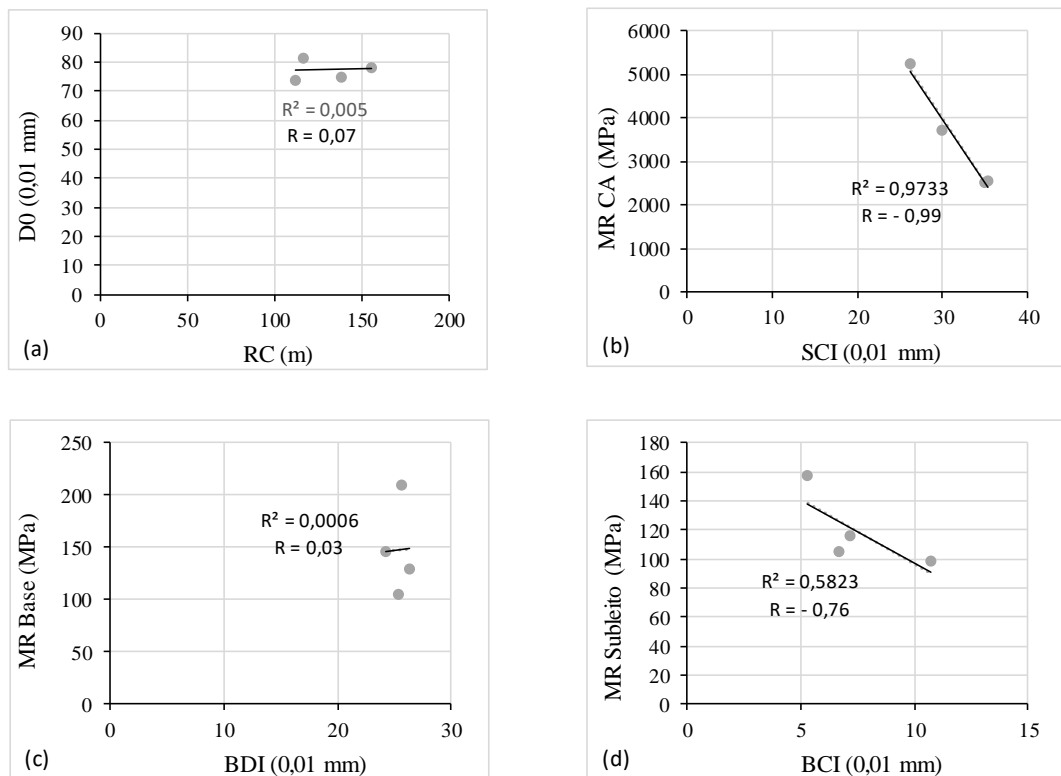 90
80
70
60
50
40
30
20
10
0
D0 (0,01 mm)
R² = 0,005
R = 0,07
0 50 100 150 200
(a)
RC (m)
6000
5000
4000
3000
2000
1000
0
MR CA (MPa)
R² = 0,9733
R = - 0,99
0 10 20 30 40
(b)
SCI (0,01 mm)
250
200
150
100
50
0
MR Base (MPa)
R² = 0,0006
R = 0,03
0 10 20 30
(c)
BDI (0,01 mm)
180
160
140
120
100
80
60
40
20
0
MR Subleito (MPa)
R² = 0,5823
R = - 0,76
0 5 10 15
(d)
BCI (0,01 mm)